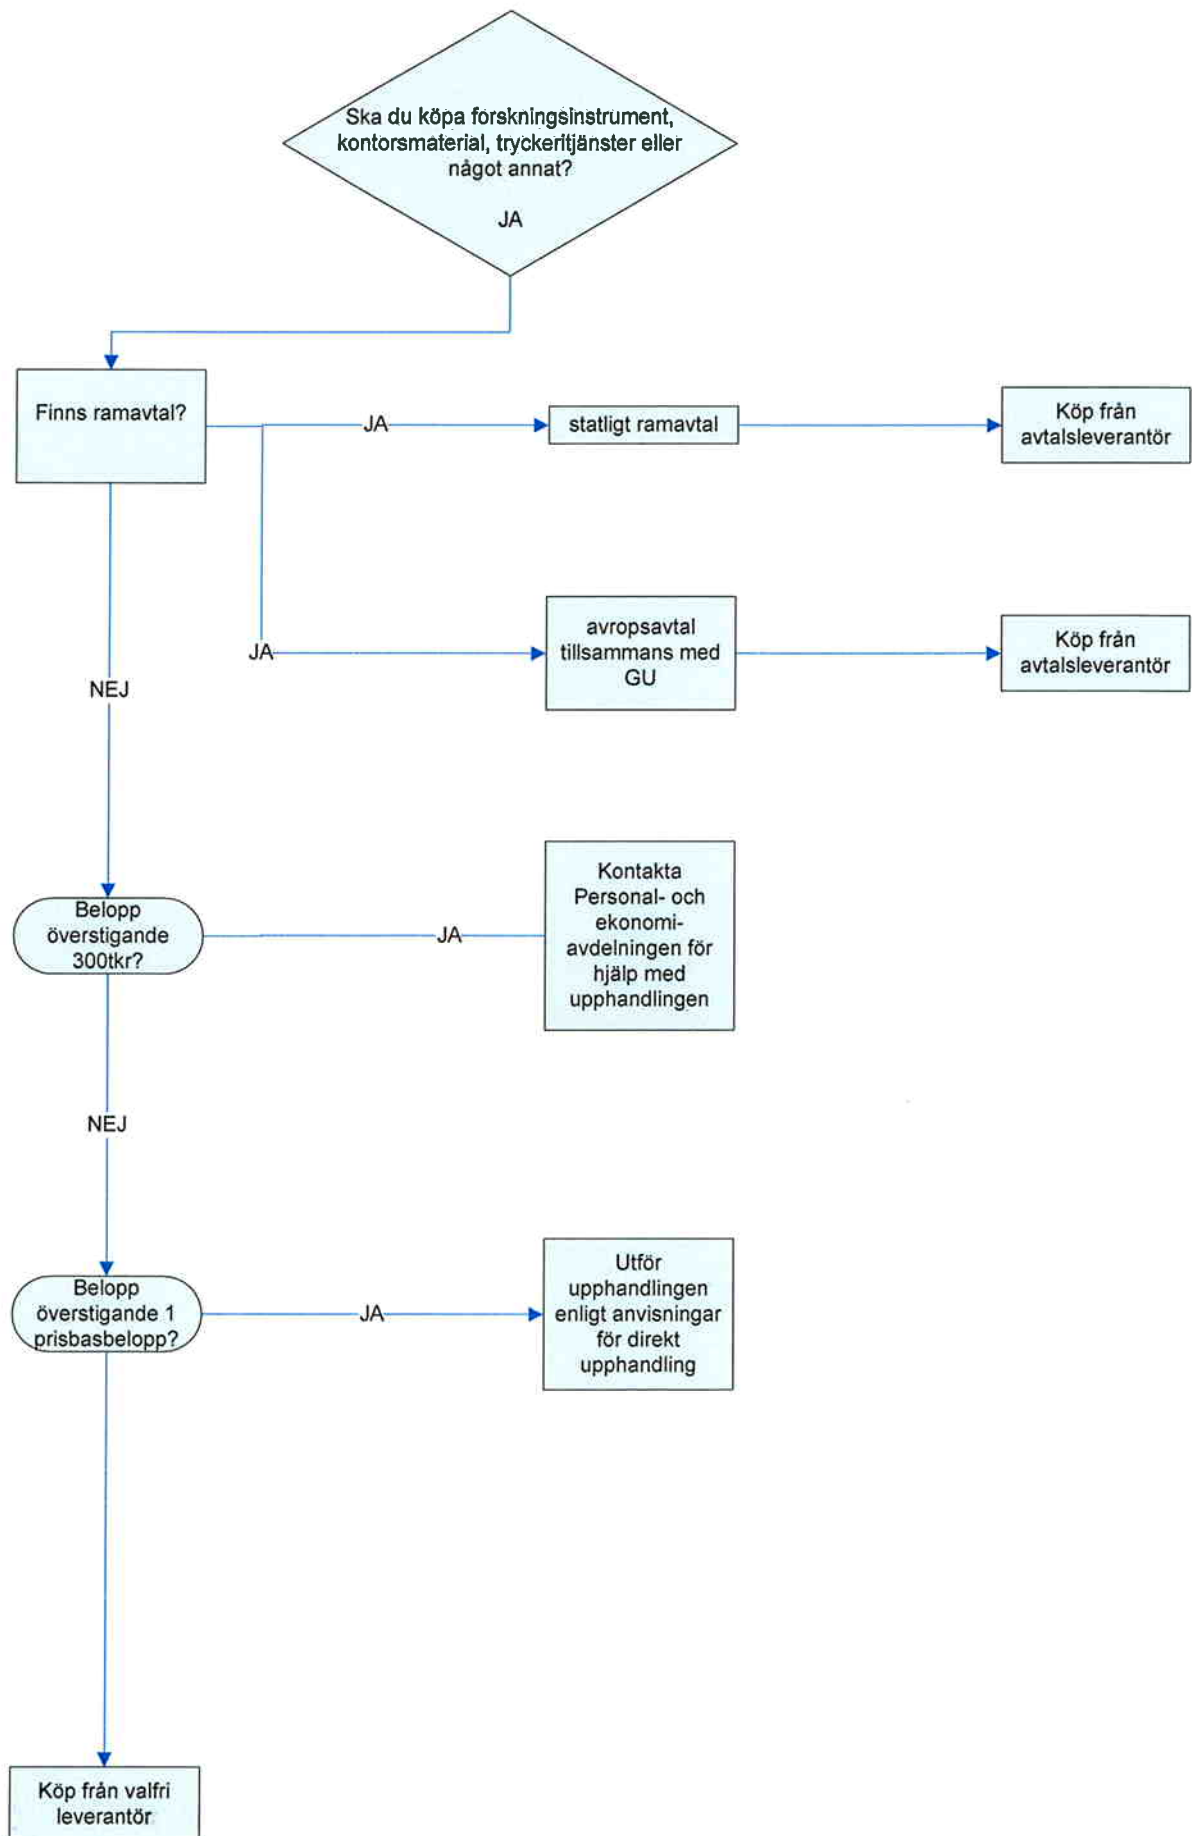 Ska du köpa forskningsinstrument,
kontorsmaterial, tryckeritjänster eller
något annat?
JA
Finns ramavtal?
JA
statligt ramavtal
Köp från
avtalsleverantör
JA
avropsavtal
tillsammans med
GU
Köp från
avtalsleverantör
NEJ
Belopp
överstigande
300tkr?
JA
Kontakta
Personal- och
ekonomi-
avdelningen för
hjälp med
upphandlingen
NEJ
Belopp
överstigande 1
prisbasbelopp?
JA
Utför
upphandlingen
enligt anvisningar
för direkt
upphandling
Köp från valfri
leverantör